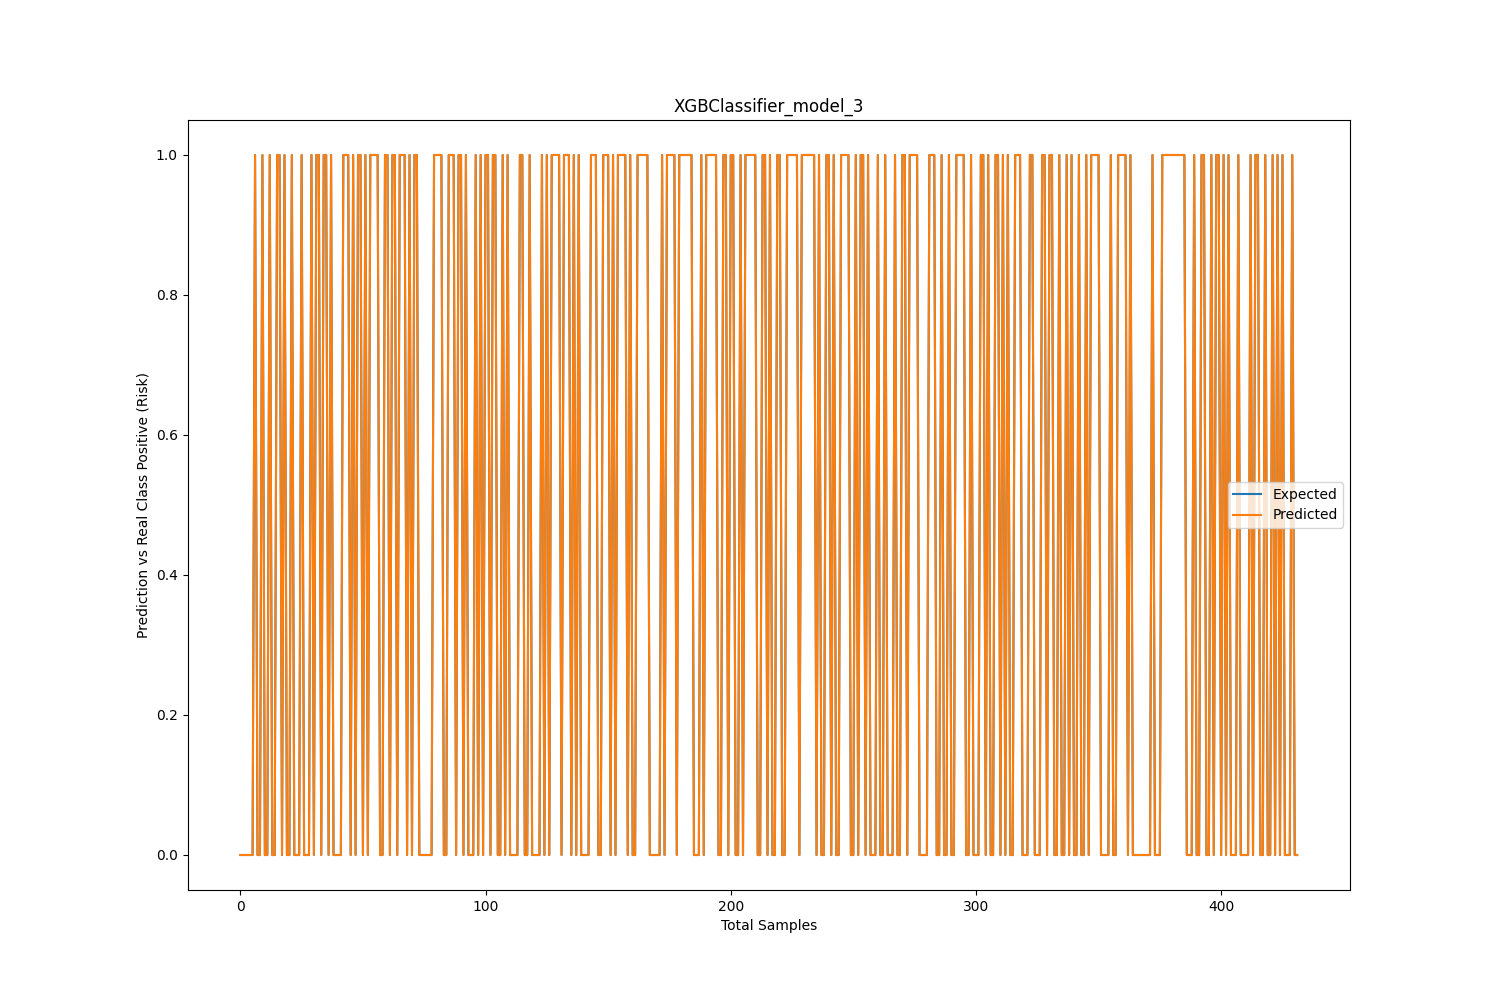 XGBClassifier_model_3
Prediction vs Real Class Positive (Risk)
1.0
0.8
0.6
0.4
0.2
0.0
Expected
Predicted
0 100 200 300 400
Total Samples